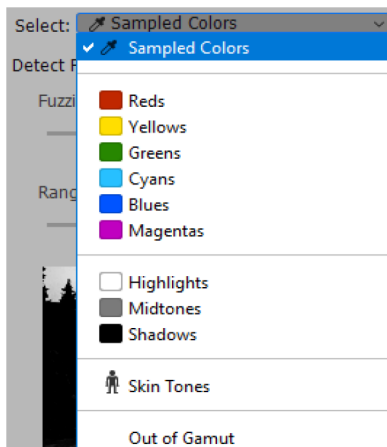 Select: Sampled Colors
Sampled Colors
Detect F
Fuzzi
Reds
Yellows
Greens
Cyans
Rang
Blues
Magentas
Highlights
Midtones
Shadows
Skin Tones
Out of Gamut